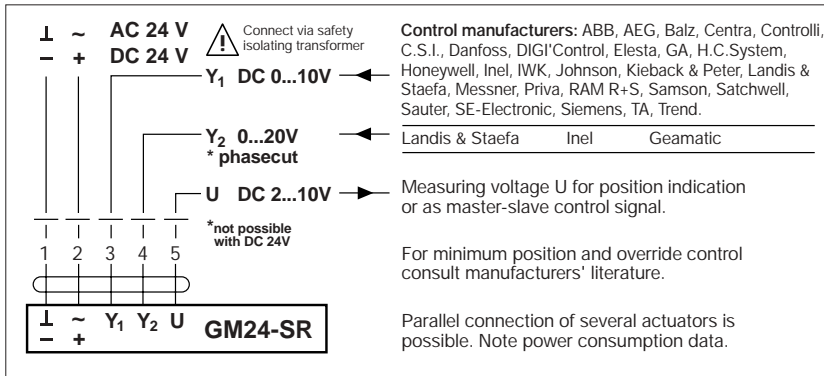 ⊥ ~ AC 24 V
– + DC 24 V
Connect via safety
isolating transformer
Y1 DC 0...10V
Y2 0...20V
* phasecut
U DC 2...10V
*not possible
with DC 24V
1 2 3 4 5
⊥ ~ Y1 Y2 U
– +
GM24-SR
Control manufacturers: ABB, AEG, Balz, Centra, Controlli,
C.S.I., Danfoss, DIGI'Control, Elesta, GA, H.C.System,
Honeywell, Inel, IWK, Johnson, Kieback & Peter, Landis &
Staefa, Messner, Priva, RAM R+S, Samson, Satchwell,
Sauter, SE-Electronic, Siemens, TA, Trend.
Landis & Staefa Inel Geamatic
Measuring voltage U for position indication
or as master-slave control signal.
For minimum position and override control
consult manufacturers' literature.
Parallel connection of several actuators is
possible. Note power consumption data.